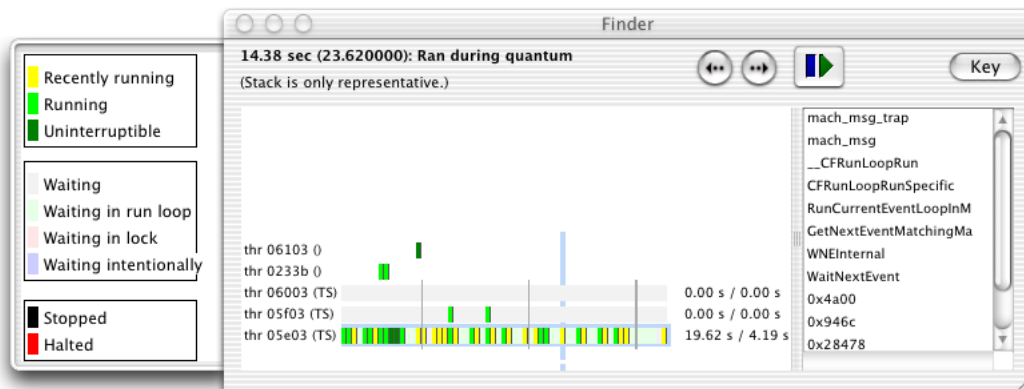 Finder
14.38 sec (23.620000): Ran during quantum
(Stack is only representative.)
Key
Recently running
Running
Uninterruptible
Waiting
Waiting in run loop
Waiting in lock
Waiting intentionally
Stopped
Halted
thr 06103 ()
thr 0233b ()
thr 06003 (TS) 0.00 s / 0.00 s
thr 05f03 (TS) 0.00 s / 0.00 s
thr 05e03 (TS) 19.62 s / 4.19 s
mach_msg_trap
mach_msg
__CFRunLoopRun
CFRunLoopRunSpecific
RunCurrentEventLoopInM
GetNextEventMatchingMa
WNEInternal
WaitNextEvent
0x4a00
0x946c
0x28478